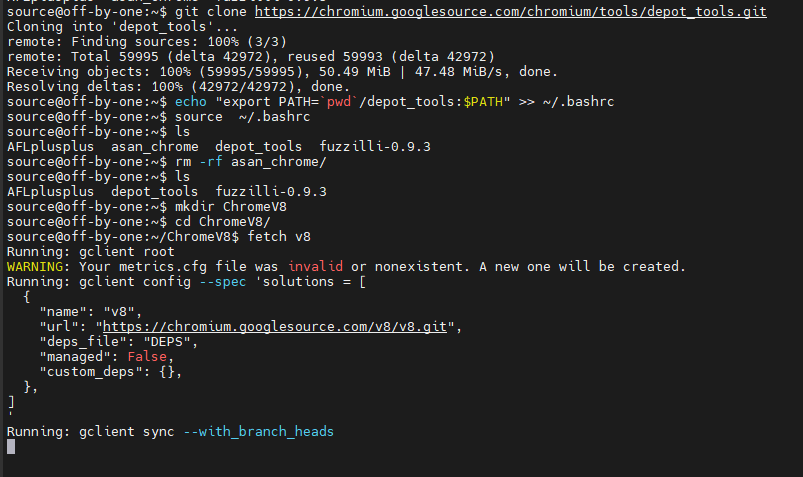 source@off-by-one:~$ git clone https://chromium.googlesource.com/chromium/tools/depot_tools.git
Cloning into 'depot_tools'...
remote: Finding sources: 100% (3/3)
remote: Total 59995 (delta 42972), reused 59993 (delta 42972)
Receiving objects: 100% (59995/59995), 50.49 MiB | 47.48 MiB/s, done.
Resolving deltas: 100% (42972/42972), done.
source@off-by-one:~$ echo "export PATH=`pwd`/depot_tools:$PATH" >> ~/.bashrc
source@off-by-one:~$ source  ~/.bashrc
source@off-by-one:~$ ls
AFLplusplus  asan_chrome  depot_tools  fuzzilli-0.9.3
source@off-by-one:~$ rm -rf asan_chrome/
source@off-by-one:~$ ls
AFLplusplus  depot_tools  fuzzilli-0.9.3
source@off-by-one:~$ mkdir ChromeV8
source@off-by-one:~$ cd ChromeV8/
source@off-by-one:~/ChromeV8$ fetch v8
Running: gclient root
WARNING: Your metrics.cfg file was invalid or nonexistent. A new one will be created.
Running: gclient config --spec 'solutions = [
  {
    "name": "v8",
    "url": "https://chromium.googlesource.com/v8/v8.git",
    "deps_file": "DEPS",
    "managed": False,
    "custom_deps": {},
  },
]
'
Running: gclient sync --with_branch_heads